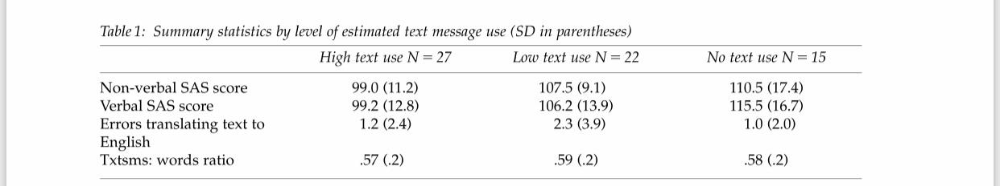 Table 1: Summary statistics by level of estimated text message use (SD in parentheses)
High text use N = 27 Low text use N = 22 No text use N = 15
Non-verbal SAS score 99.0 (11.2) 107.5 (9.1) 110.5 (17.4)
Verbal SAS score 99.2 (12.8) 106.2 (13.9) 115.5 (16.7)
Errors translating text to 1.2 (2.4) 2.3 (3.9) 1.0 (2.0)
English
Txtsms: words ratio .57 (.2) .59 (.2) .58 (.2)